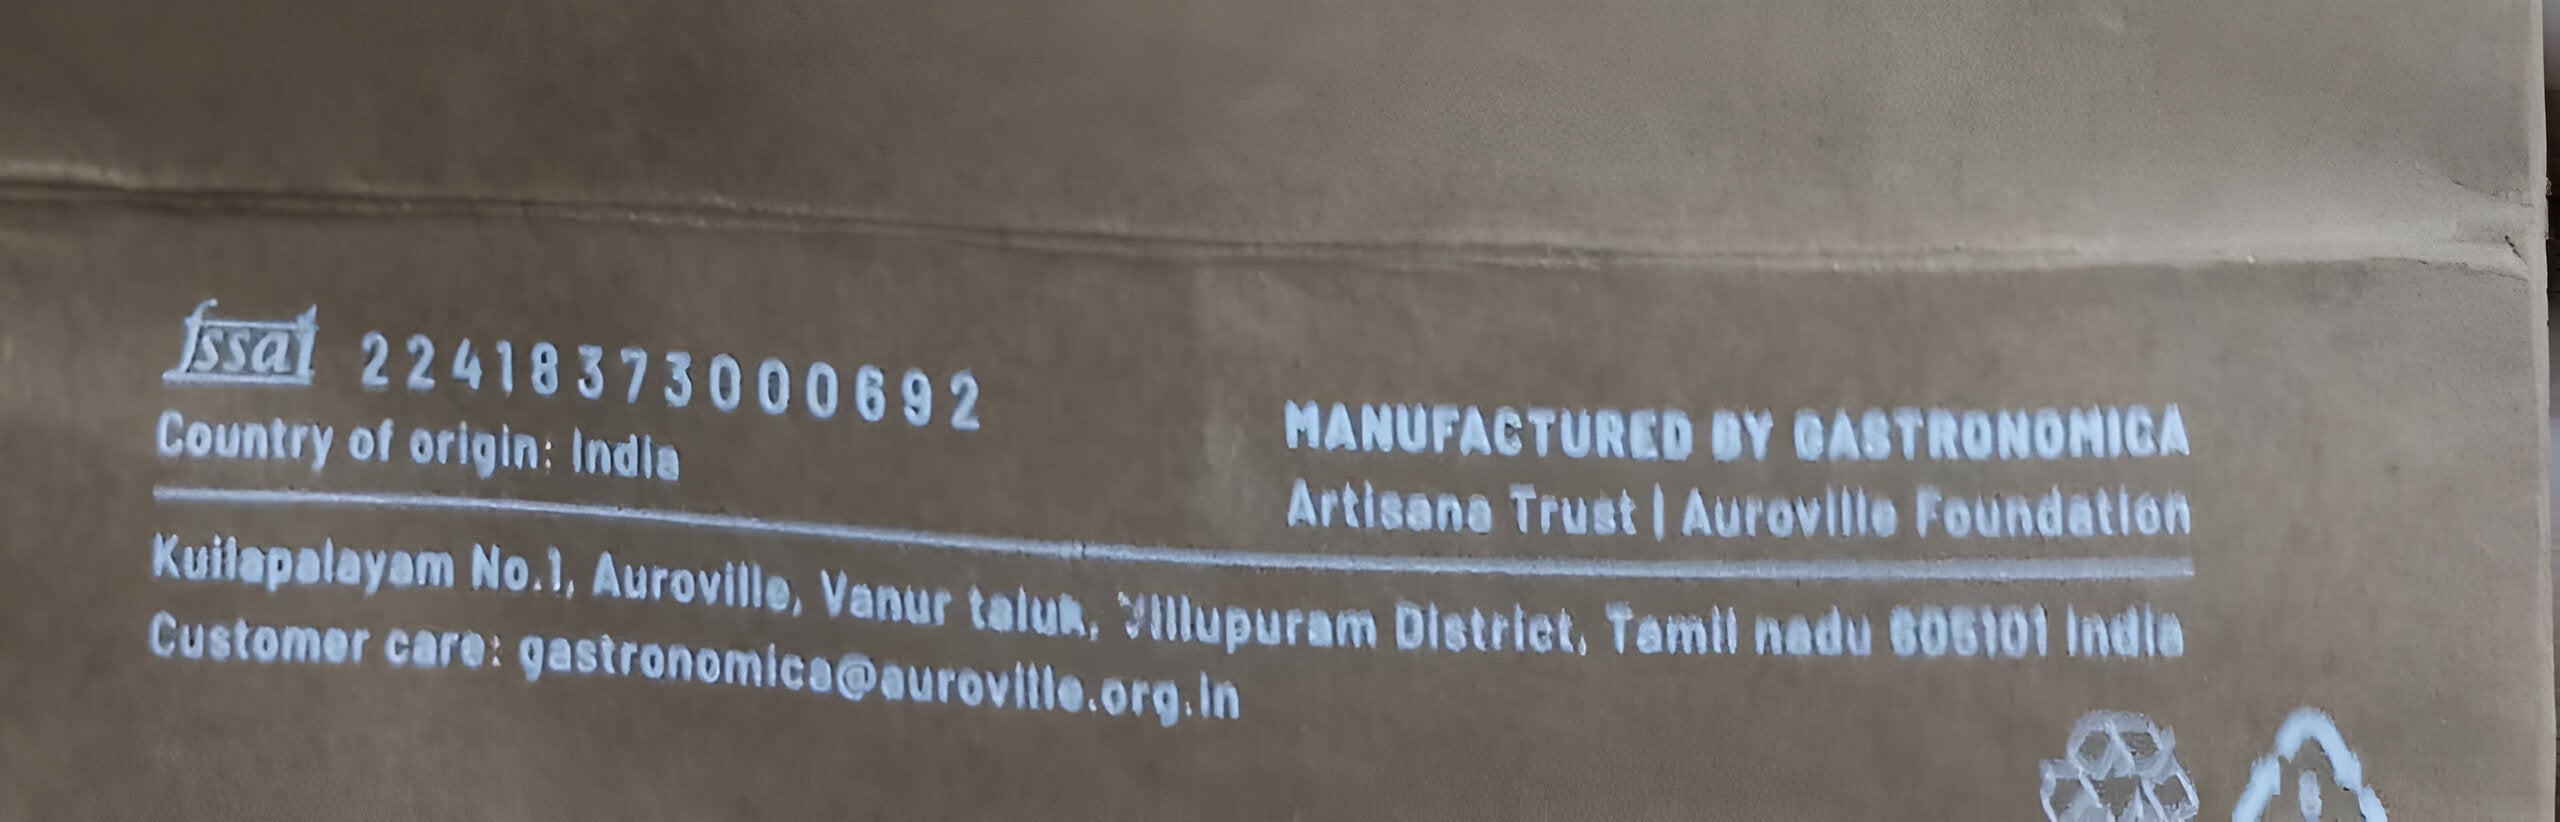 fssai 22418373000692
Country of origin: India
MANUFACTURED BY GASTRONOMICA
Artisana Trust | Auroville Foundation
Kuilapalayam No.1, Auroville, Vanur taluk, Villupuram District, Tamil nadu 605101 India
Customer care: gastronomica@auroville.org.in